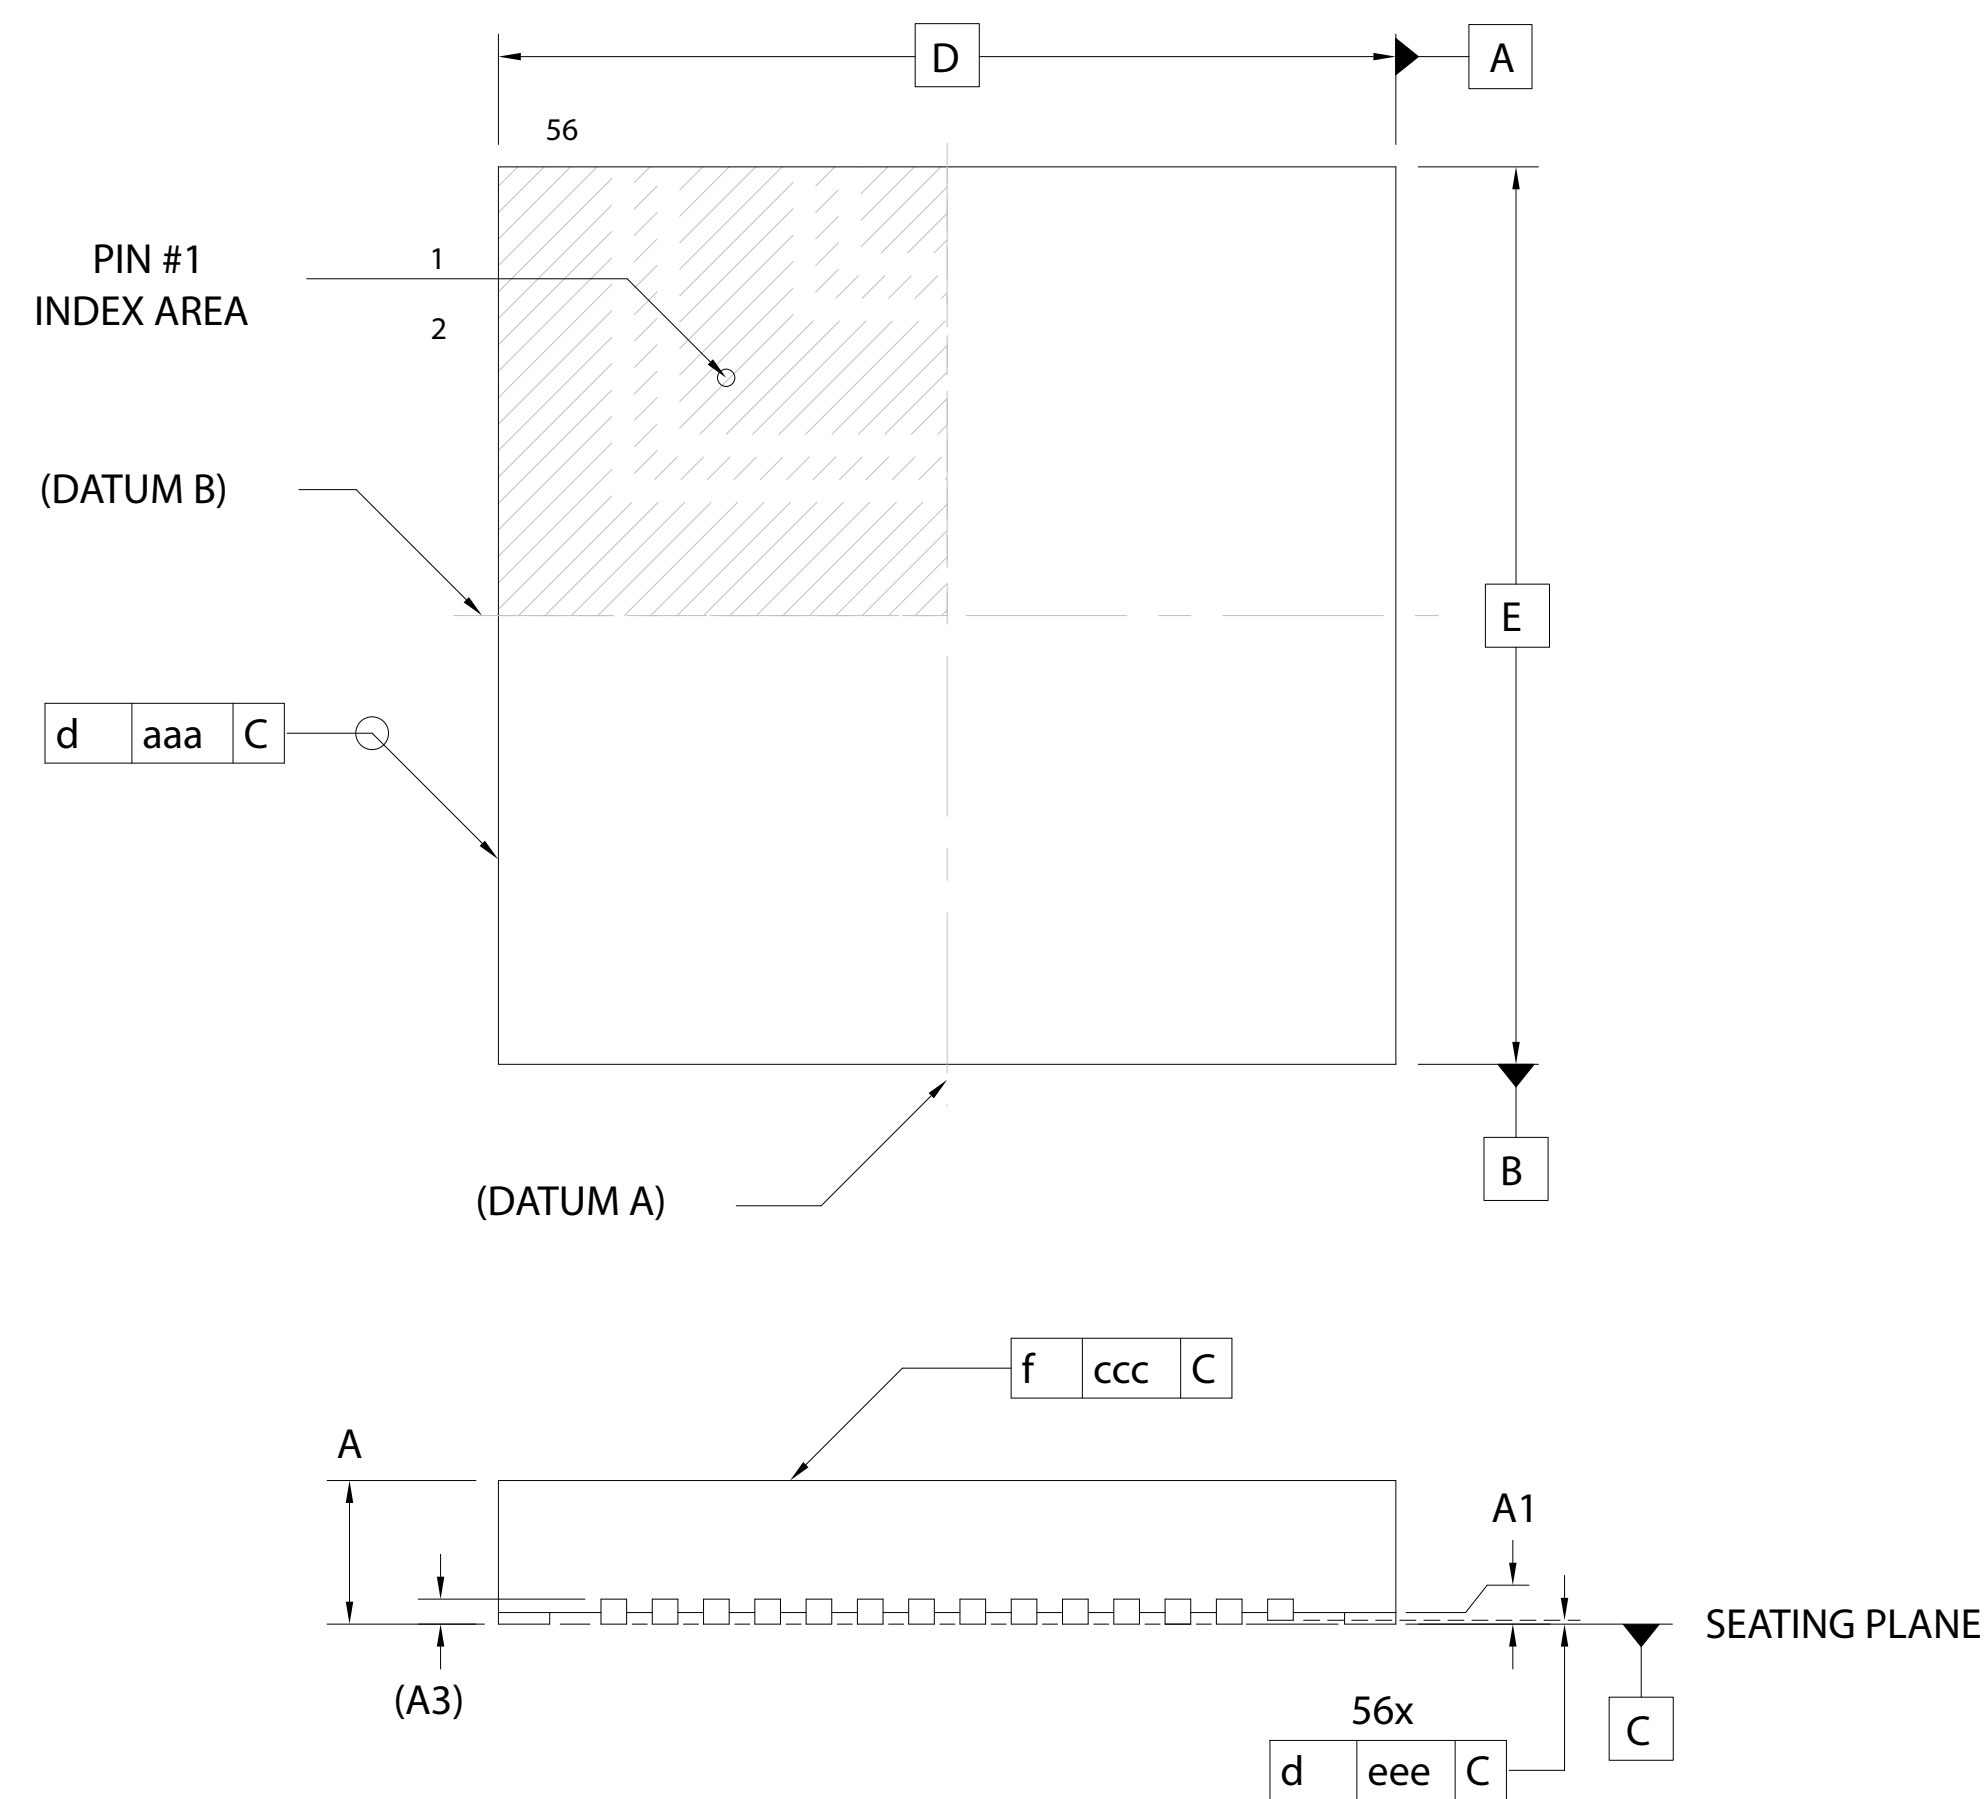 D
A
56
PIN #1
INDEX AREA
1
2
(DATUM B)
E
d aaa C
B
(DATUM A)
f ccc C
A
A1
SEATING PLANE
(A3)
56x
C
d eee C